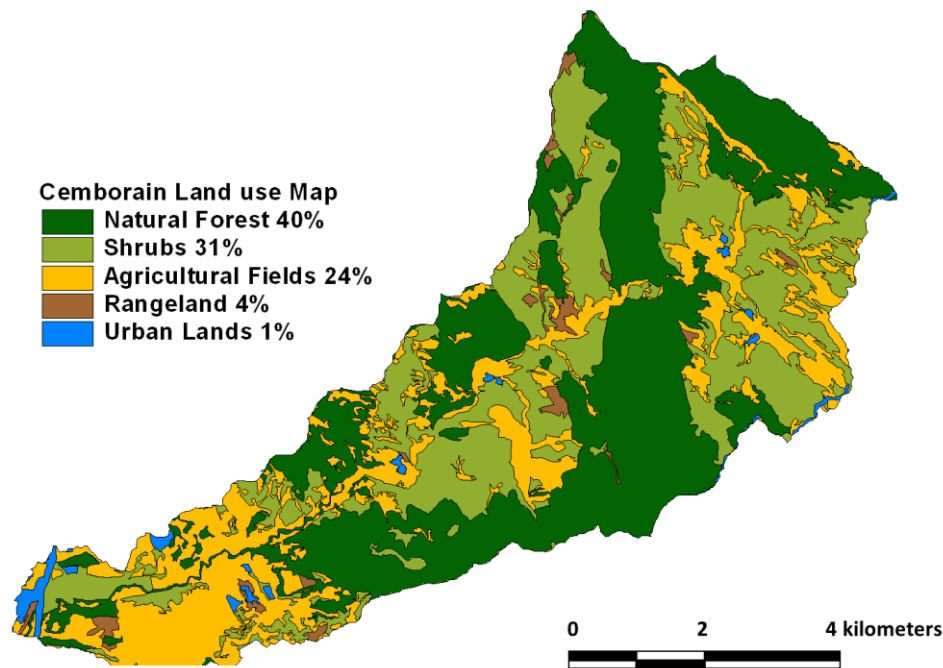 Cemborain Land use Map
Natural Forest 40%
Shrubs 31%
Agricultural Fields 24%
Rangeland 4%
Urban Lands 1%
0 2 4 kilometers